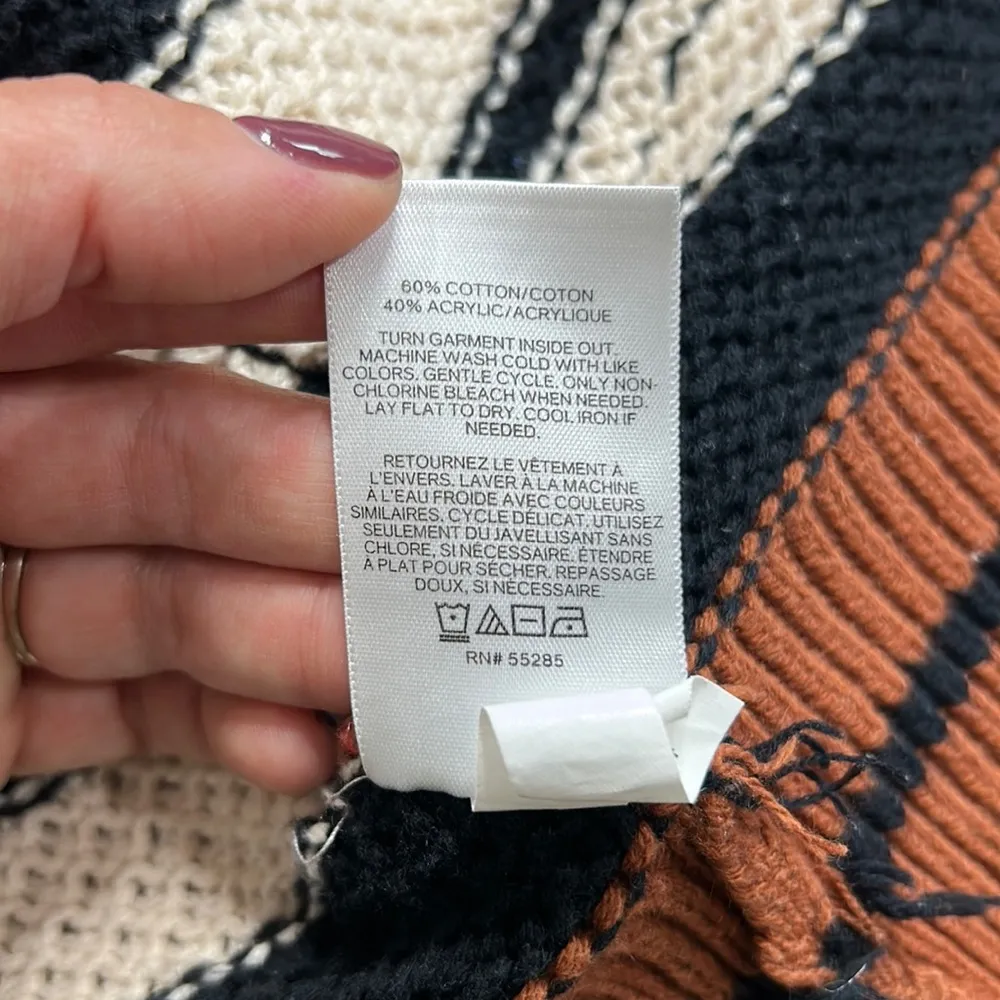 60% COTTON/COTON
40% ACRYLIC/ACRYLIQUE
TURN GARMENT INSIDE OUT.
MACHINE WASH COLD WITH LIKE
COLORS. GENTLE CYCLE. ONLY NON-
CHLORINE BLEACH WHEN NEEDED.
LAY FLAT TO DRY. COOL IRON IF
NEEDED.
RETOURNEZ LE VÊTEMENT À
L'ENVERS. LAVER À LA MACHINE
À L'EAU FROIDE AVEC COULEURS
SIMILAIRES. CYCLE DÉLICAT. UTILISEZ
SEULEMENT DU JAVELLISANT SANS
CHLORE, SI NÉCESSAIRE. ÉTENDRE
À PLAT POUR SÉCHER. REPASSAGE
DOUX, SI NÉCESSAIRE.
RN# 55285